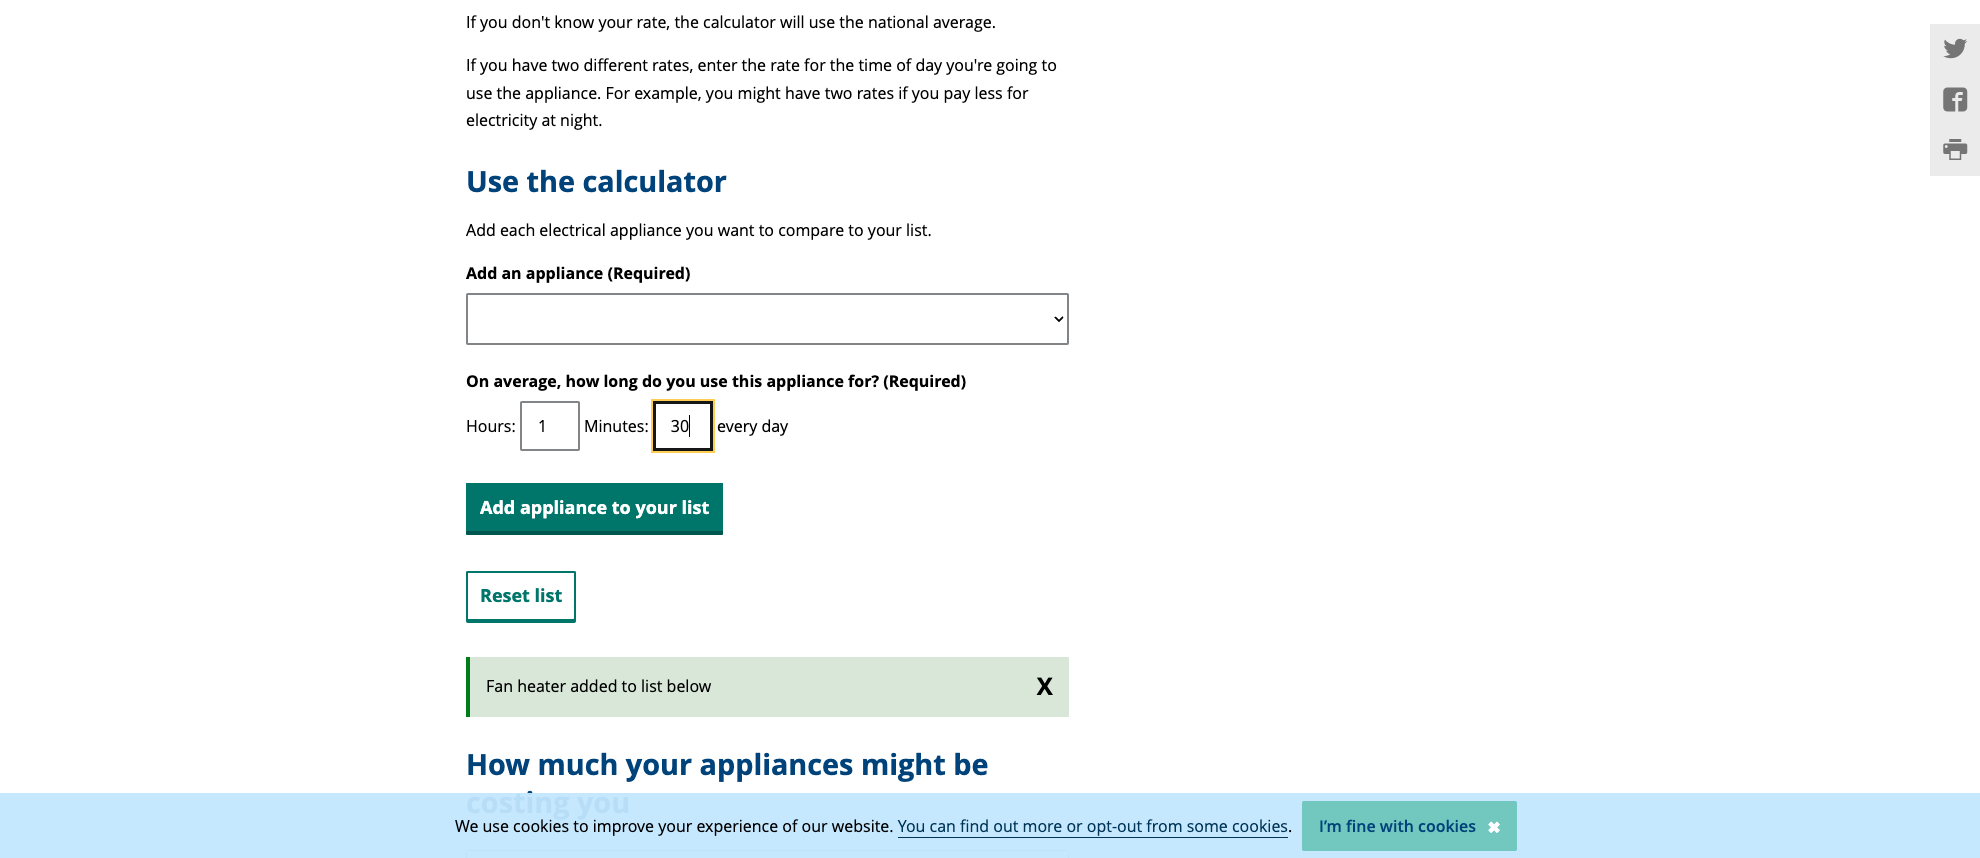 If you don't know your rate, the calculator will use the national average.
If you have two different rates, enter the rate for the time of day you're going to
use the appliance. For example, you might have two rates if you pay less for
electricity at night.
Use the calculator
Add each electrical appliance you want to compare to your list.
Add an appliance (Required)
On average, how long do you use this appliance for? (Required)
Hours: 1 Minutes: 30 every day
Add appliance to your list
Reset list
Fan heater added to list below X
How much your appliances might be
costing you
We use cookies to improve your experience of our website. You can find out more or opt-out from some cookies. I'm fine with cookies ✖